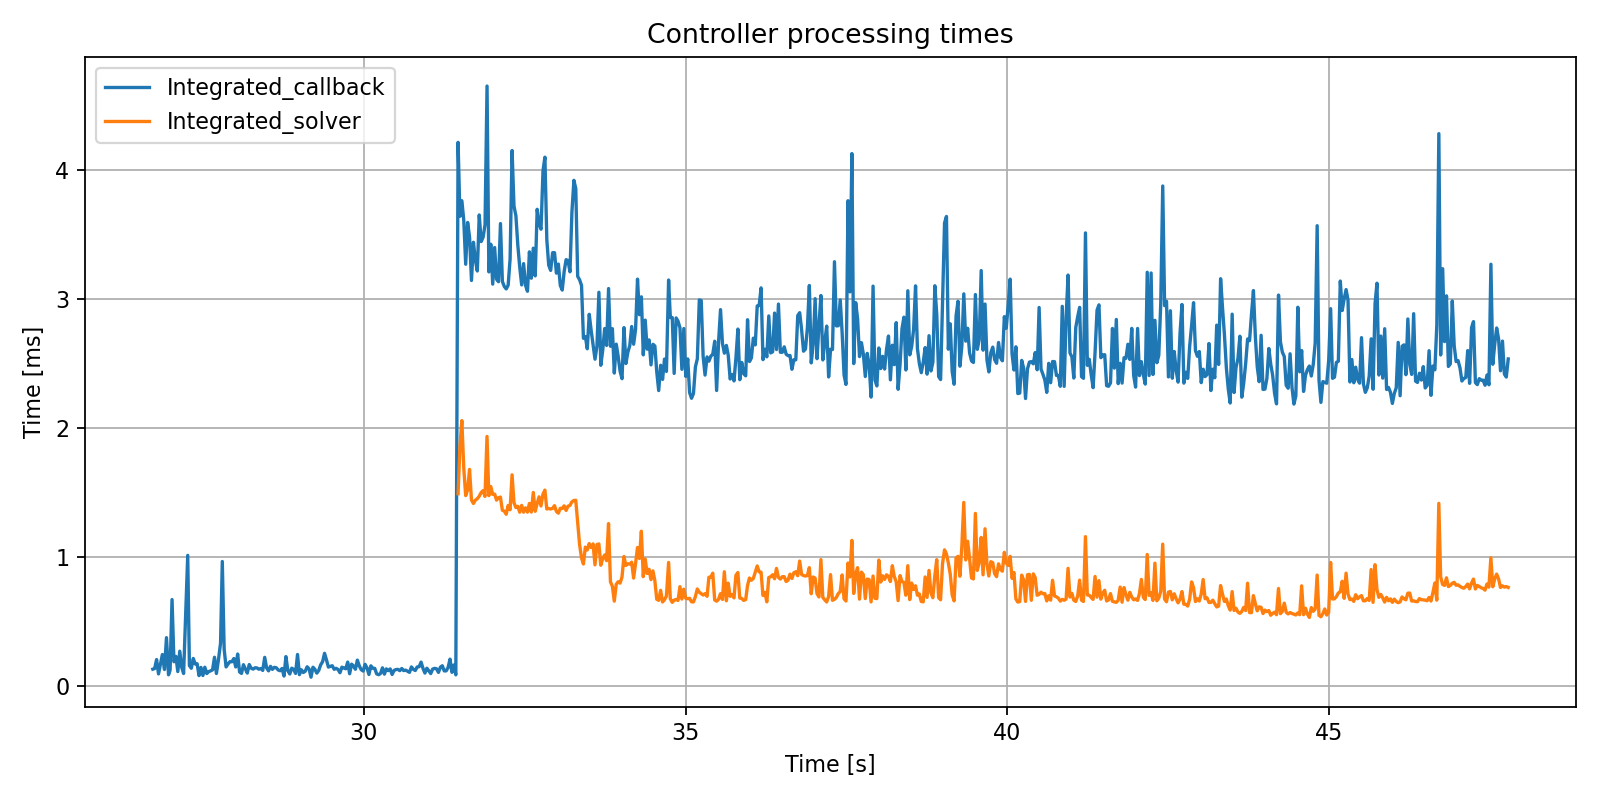 Controller processing times
Integrated_callback
Integrated_solver
Time [ms]
4
3
2
1
0
30
35
40
45
Time [s]